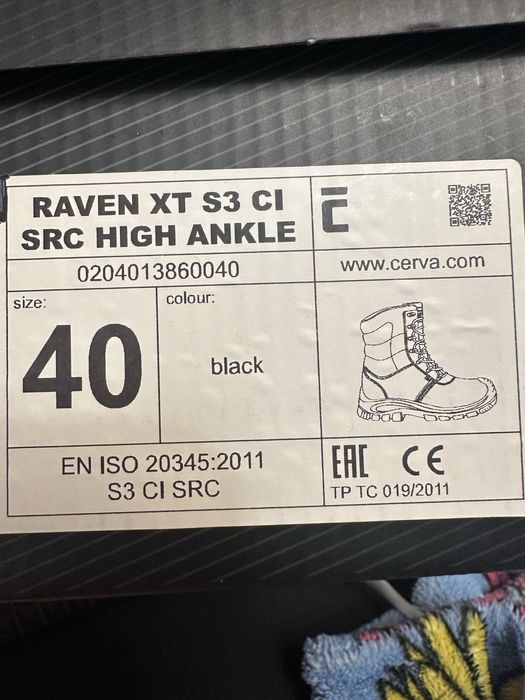 RAVEN XT S3 CI
SRC HIGH ANKLE
0204013860040
www.cerva.com
size:
40
colour:
black
EN ISO 20345:2011
S3 CI SRC
EAC CE
TP TC 019/2011